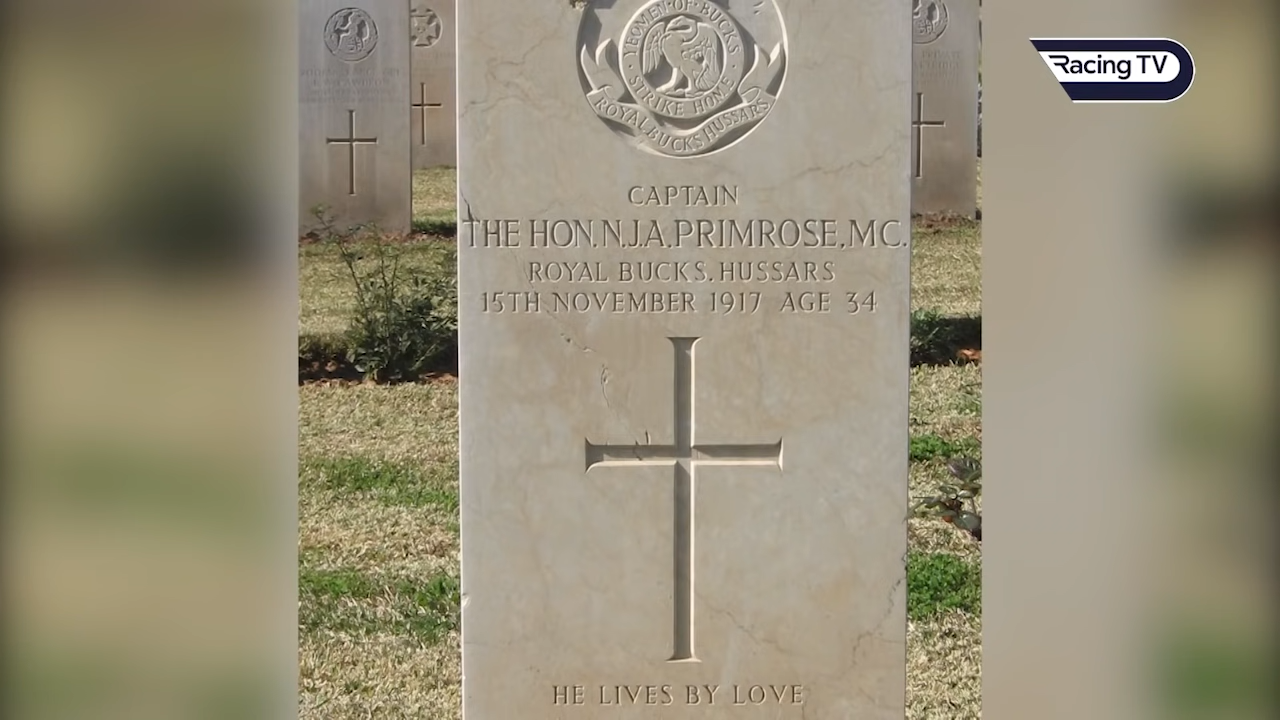 Racing TV
YEOMEN·OF·BUCKS
STRIKE HOME
ROYAL BUCKS HUSSARS
CAPTAIN
THE HON. N.J.A. PRIMROSE, MC.
ROYAL BUCKS. HUSSARS
15TH NOVEMBER 1917 AGE 34
HE LIVES BY LOVE